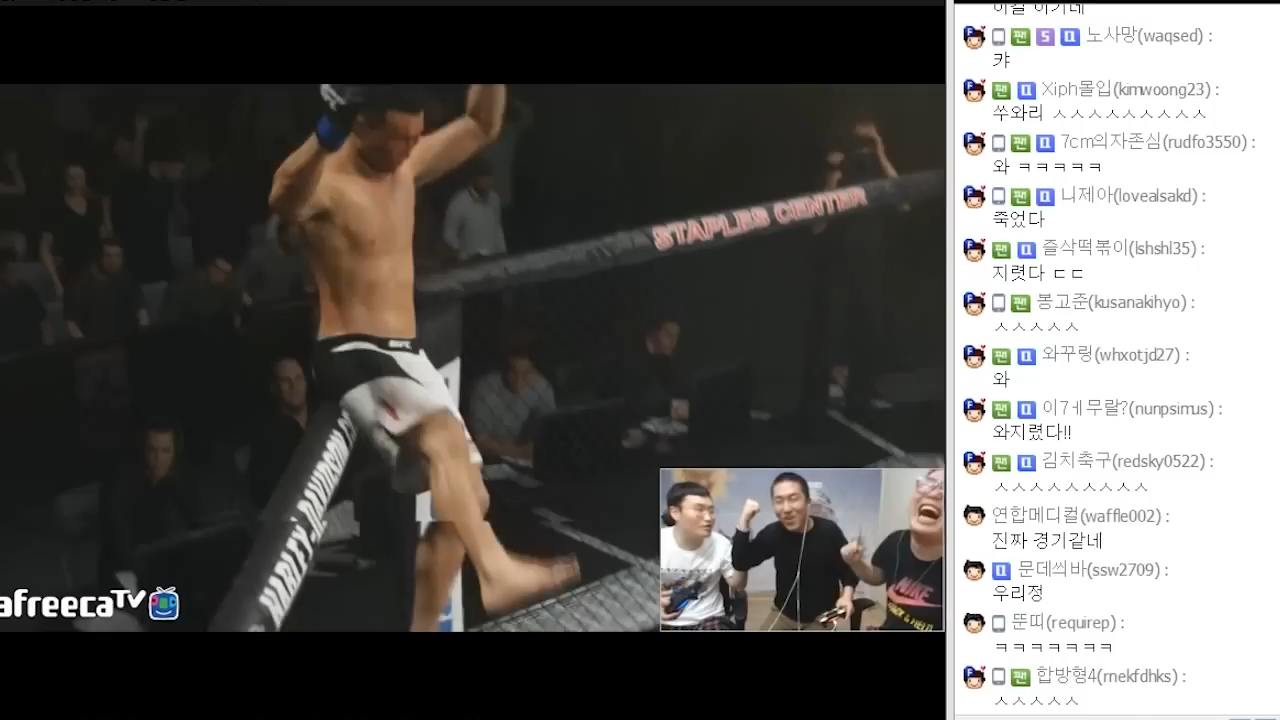 이걸 이기네
노사망(waqsed) :
캬
Xiph몰입(kimwoong23) :
쑤와리 ㅅㅅㅅㅅㅅㅅㅅㅅㅅ
7cm의자존심(rudfo3550) :
와 ㅋㅋㅋㅋㅋ
니제아(lovealsakd) :
죽었다
즐삭떡볶이(lshshl35) :
지렸다 ㄷㄷ
봉고준(kusanakihyo) :
ㅅㅅㅅㅅㅅ
와꾸링(whxotjd27) :
와
이7ㅔ무랄?(nunpsimus) :
와지렸다!!
김치축구(redsky0522) :
ㅅㅅㅅㅅㅅㅅㅅㅅㅅ
연합메디컬(waffle002) :
진짜 경기같네
문데씌바(ssw2709) :
우리정
뚠띠(requirep) :
ㅋㅋㅋㅋㅋㅋㅋ
합방형4(rnekfdhks) :
ㅅㅅㅅㅅㅅ
STAPLES CENTER
HARLEY-DAVIDSON
UFC
NIKE
afreecaTV